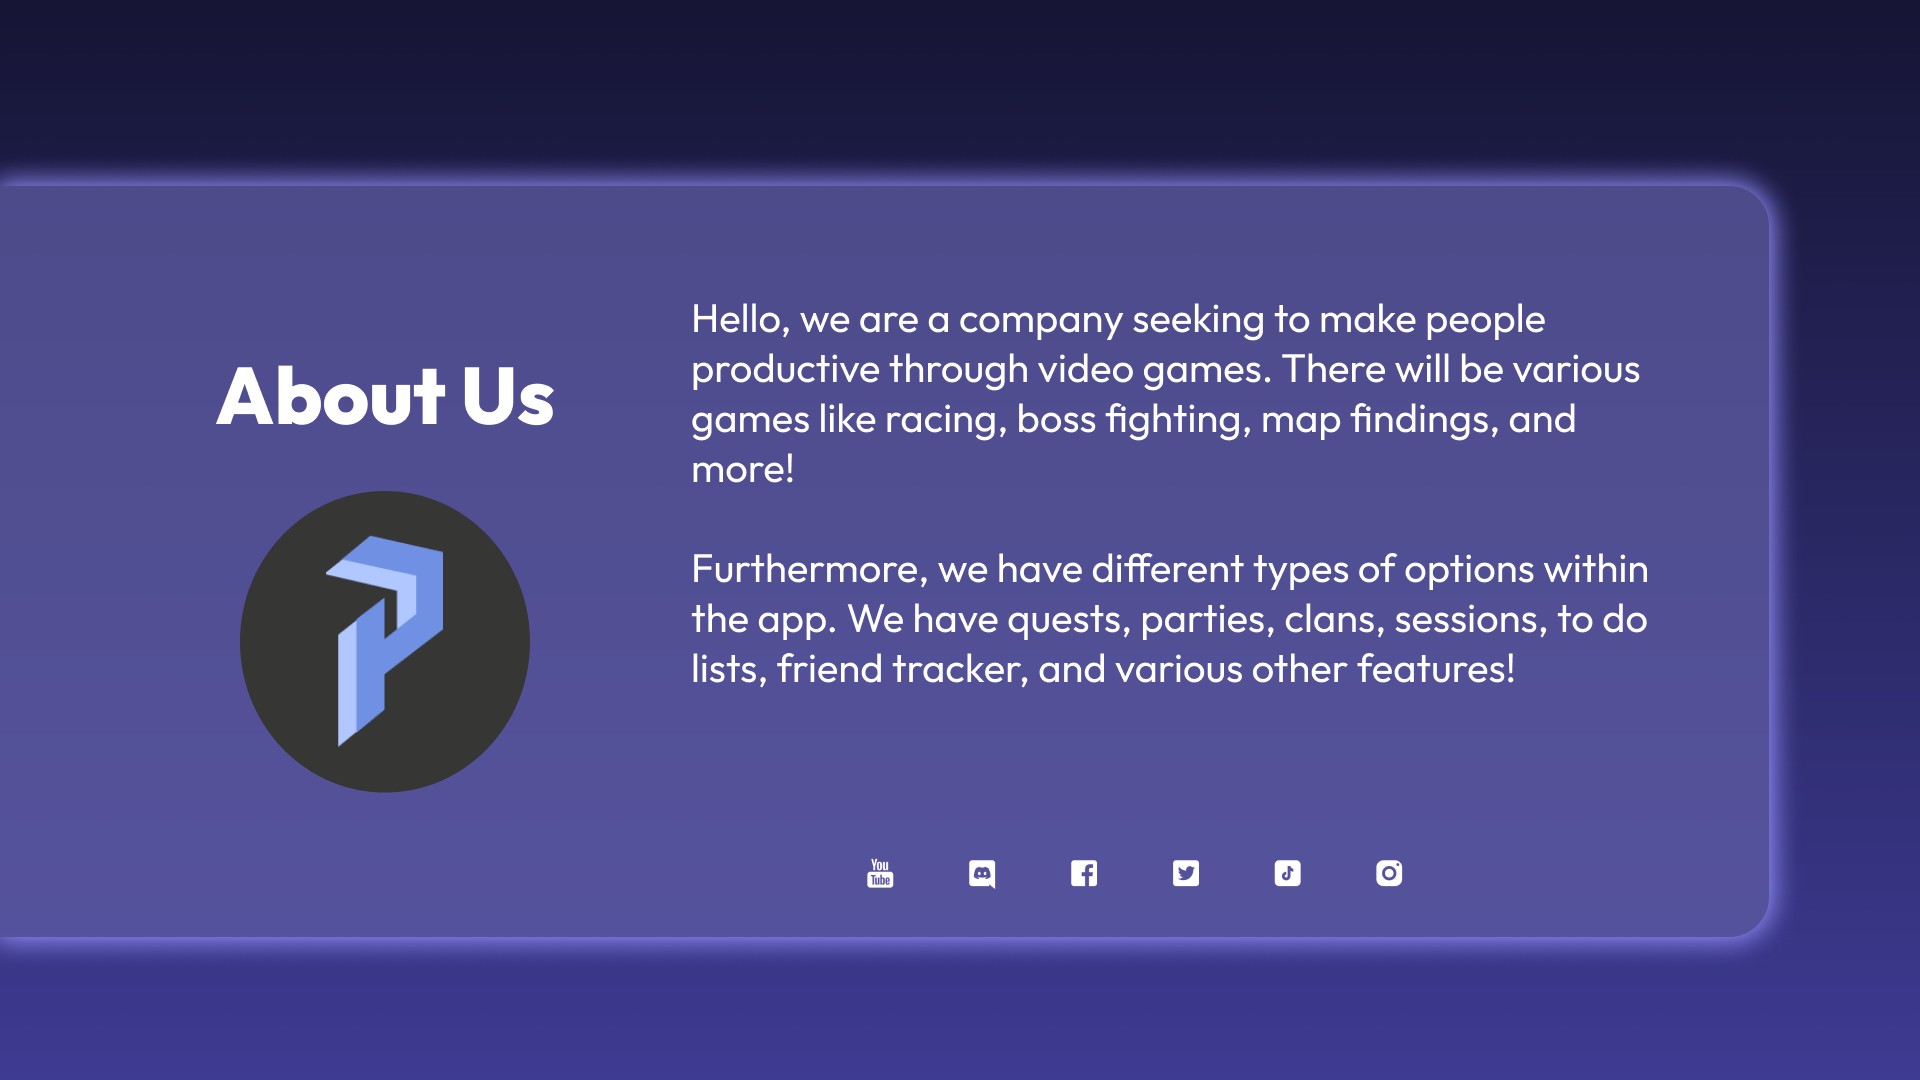 About Us
Hello, we are a company seeking to make people
productive through video games. There will be various
games like racing, boss fighting, map findings, and
more!
Furthermore, we have different types of options within
the app. We have quests, parties, clans, sessions, to do
lists, friend tracker, and various other features!
You
Tube